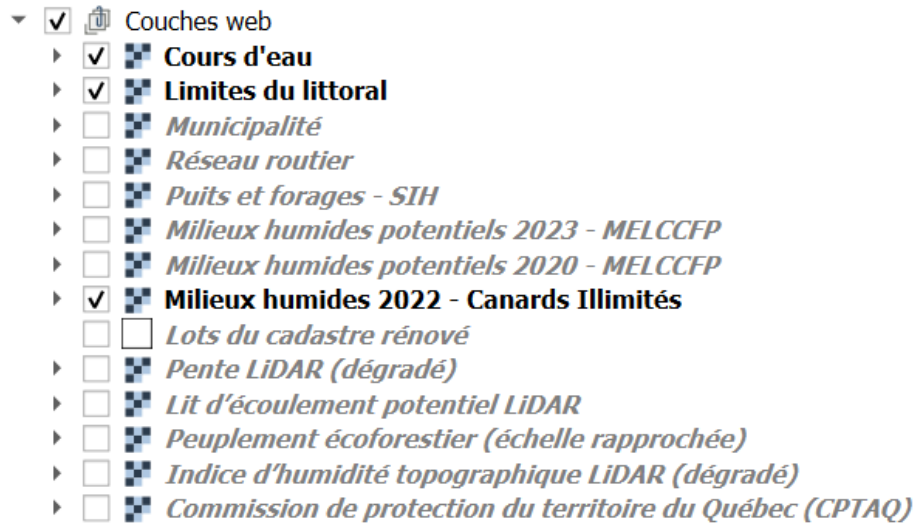 Couches web
Cours d'eau
Limites du littoral
Municipalité
Réseau routier
Puits et forages - SIH
Milieux humides potentiels 2023 - MELCCFP
Milieux humides potentiels 2020 - MELCCFP
Milieux humides 2022 - Canards Illimités
Lots du cadastre rénové
Pente LiDAR (dégradé)
Lit d’écoulement potentiel LiDAR
Peuplement écoforestier (échelle rapprochée)
Indice d’humidité topographique LiDAR (dégradé)
Commission de protection du territoire du Québec (CPTAQ)